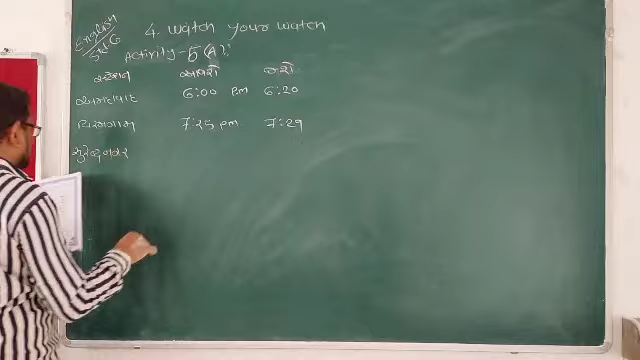 English
Std 6
4. Watch Your Watch
Activity-5 (A):
સ્ટેશન આવશે જશે
અમદાવાદ 6:00 Pm 6:20
વિરમગામ 7:25 pm 7:29
સુરેન્દ્રનગર